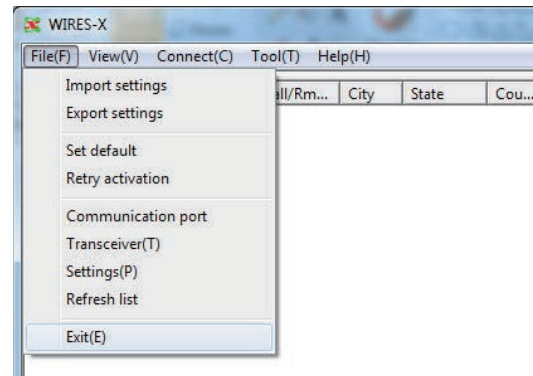 WIRES-X
File(F) View(V) Connect(C) Tool(T) Help(H)
all/Rm... City State Cou...
Import settings
Export settings
Set default
Retry activation
Communication port
Transceiver(T)
Settings(P)
Refresh list
Exit(E)